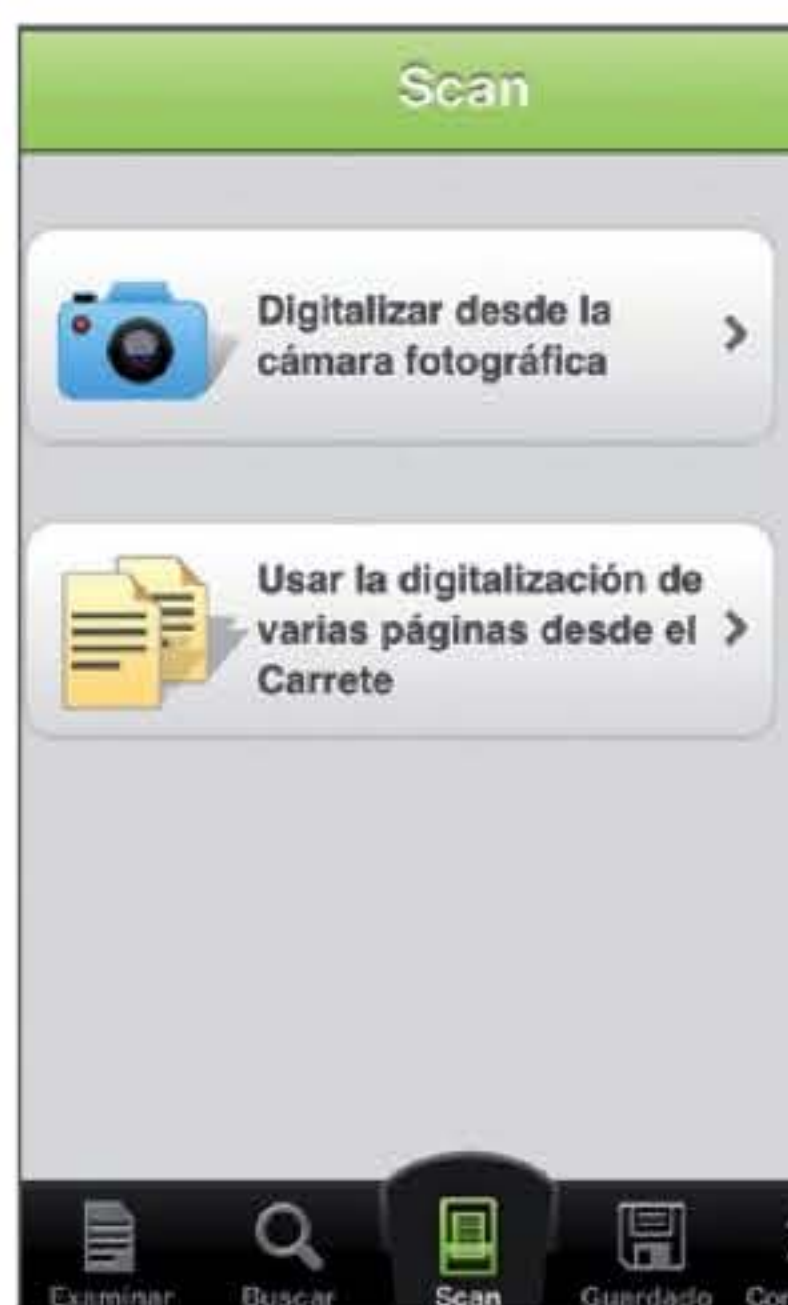 Scan
Digitalizar desde la
cámara fotográfica
Usar la digitalización de
varias páginas desde el
Carrete
Examinar Buscar Scan Guardado